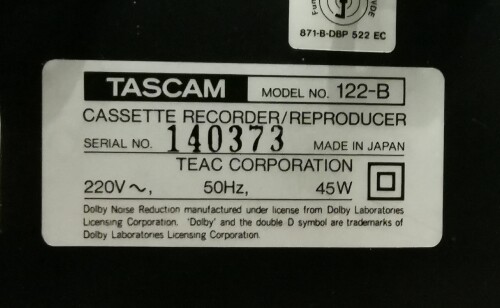 Fun
VDE
871-B-DBP 522 EC
TASCAM MODEL NO. 122-B
CASSETTE RECORDER/REPRODUCER
SERIAL NO. 140373 MADE IN JAPAN
TEAC CORPORATION
220V~, 50Hz, 45W
Dolby Noise Reduction manufactured under license from Dolby Laboratories
Licensing Corporation. 'Dolby' and the double D symbol are trademarks of
Dolby Laboratories Licensing Corporation.